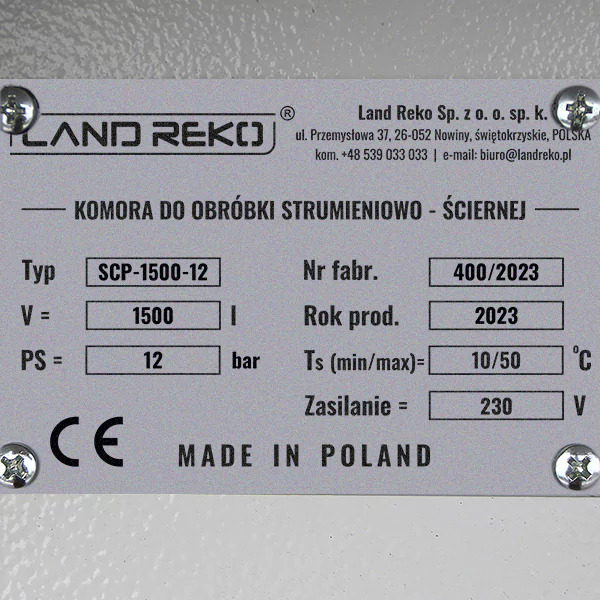 LAND REKO®
Land Reko Sp. z o. o. sp. k.
ul. Przemysłowa 37, 26-052 Nowiny, świętokrzyskie, POLSKA
kom. +48 539 033 033 | e-mail: biuro@landreko.pl
KOMORA DO OBRÓBKI STRUMIENIOWO - ŚCIERNEJ
Typ SCP-1500-12 Nr fabr. 400/2023
V = 1500 l Rok prod. 2023
PS = 12 bar Ts (min/max)= 10/50 °C
Zasilanie = 230 V
CE MADE IN POLAND